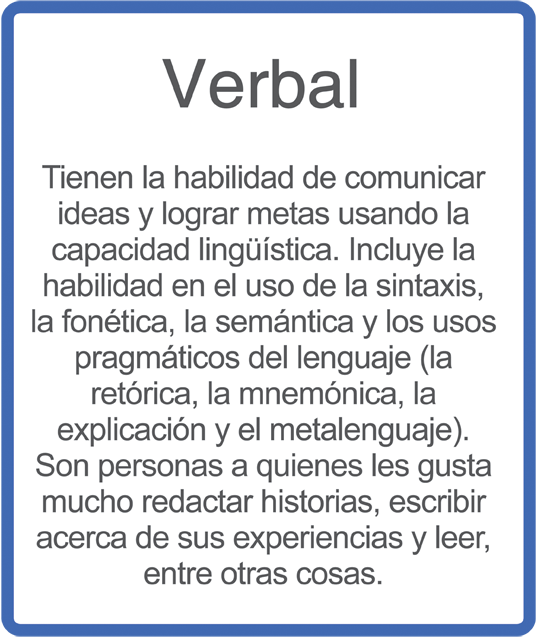 Verbal
Tienen la habilidad de comunicar
ideas y lograr metas usando la
capacidad lingüística. Incluye la
habilidad en el uso de la sintaxis,
la fonética, la semántica y los usos
pragmáticos del lenguaje (la
retórica, la mnemónica, la
explicación y el metalenguaje).
Son personas a quienes les gusta
mucho redactar historias, escribir
acerca de sus experiencias y leer,
entre otras cosas.